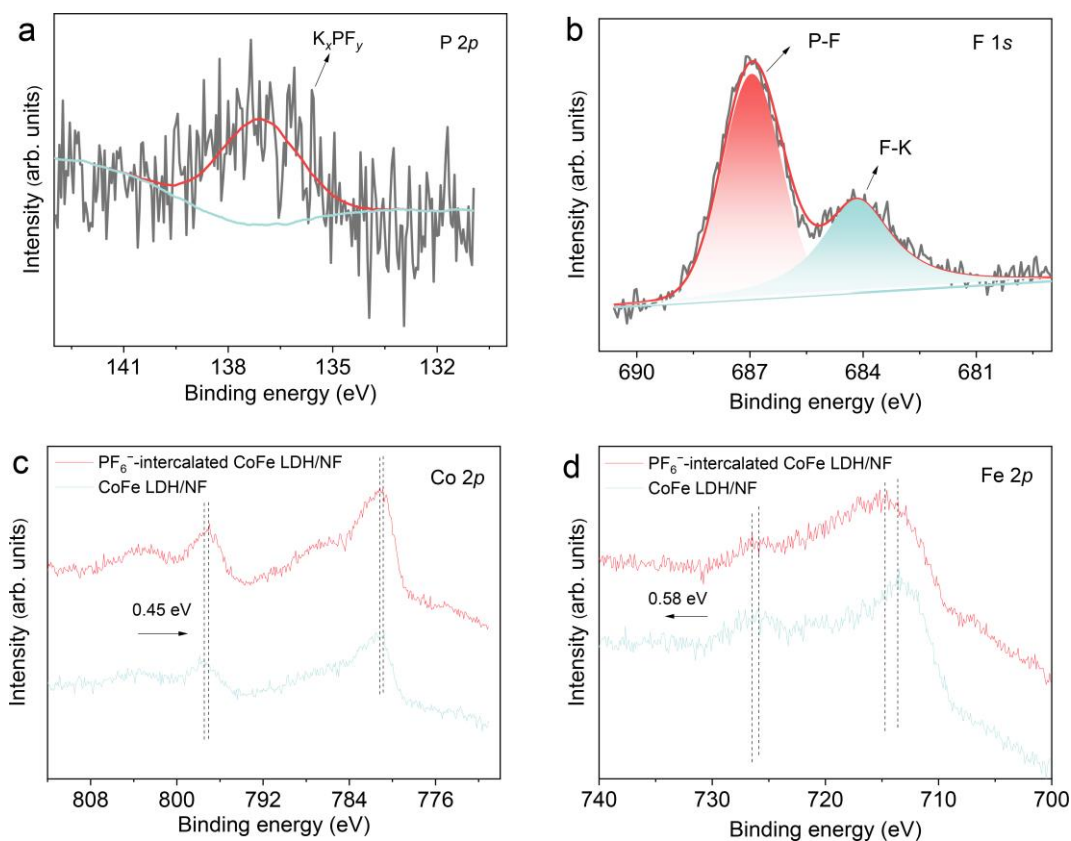 a
P 2p
KₓPFᵧ
Intensity (arb. units)
141 138 135 132
Binding energy (eV)
b
F 1s
P-F
F-K
Intensity (arb. units)
690 687 684 681
Binding energy (eV)
c
PF₆⁻-intercalated CoFe LDH/NF
CoFe LDH/NF
Co 2p
0.45 eV
Intensity (arb. units)
808 800 792 784 776
Binding energy (eV)
d
PF₆⁻-intercalated CoFe LDH/NF
CoFe LDH/NF
Fe 2p
0.58 eV
Intensity (arb. units)
740 730 720 710 700
Binding energy (eV)